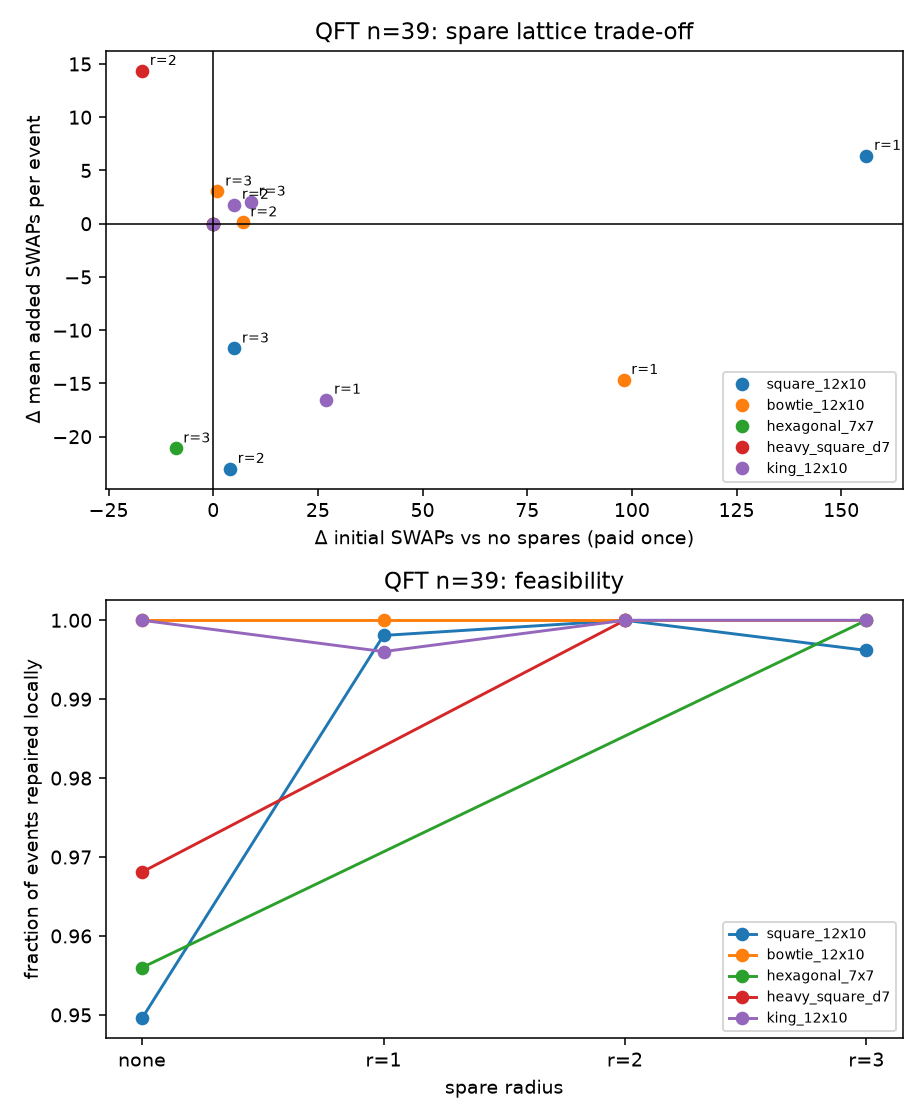 QFT n=39: spare lattice trade-off
Δ mean added SWAPs per event
15
10
5
0
−5
−10
−15
−20
r=2
r=1
r=3
r=2
r=3
r=2
r=3
r=1
r=1
r=3
r=2
square_12x10
bowtie_12x10
hexagonal_7x7
heavy_square_d7
king_12x10
−25
0
25
50
75
100
125
150
Δ initial SWAPs vs no spares (paid once)
QFT n=39: feasibility
fraction of events repaired locally
1.00
0.99
0.98
0.97
0.96
0.95
square_12x10
bowtie_12x10
hexagonal_7x7
heavy_square_d7
king_12x10
none
r=1
r=2
r=3
spare radius